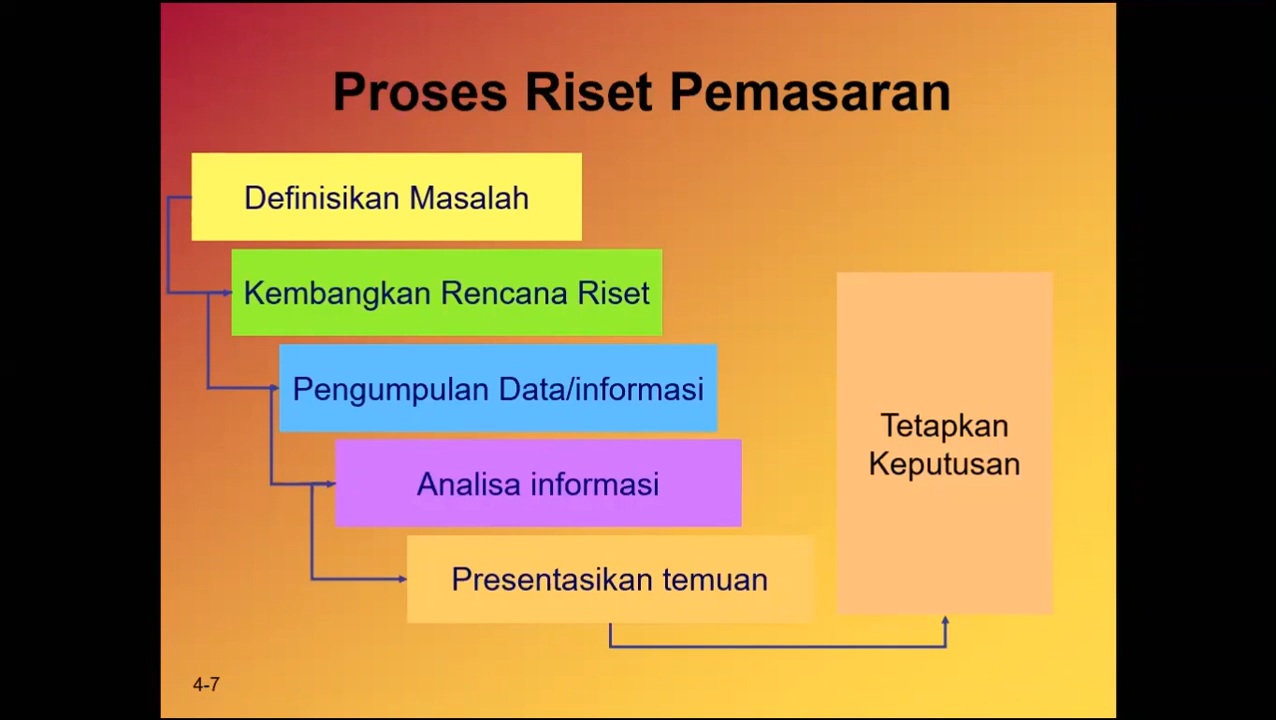 Proses Riset Pemasaran
Definisikan Masalah
Kembangkan Rencana Riset
Pengumpulan Data/informasi
Analisa informasi
Presentasikan temuan
Tetapkan
Keputusan
4-7